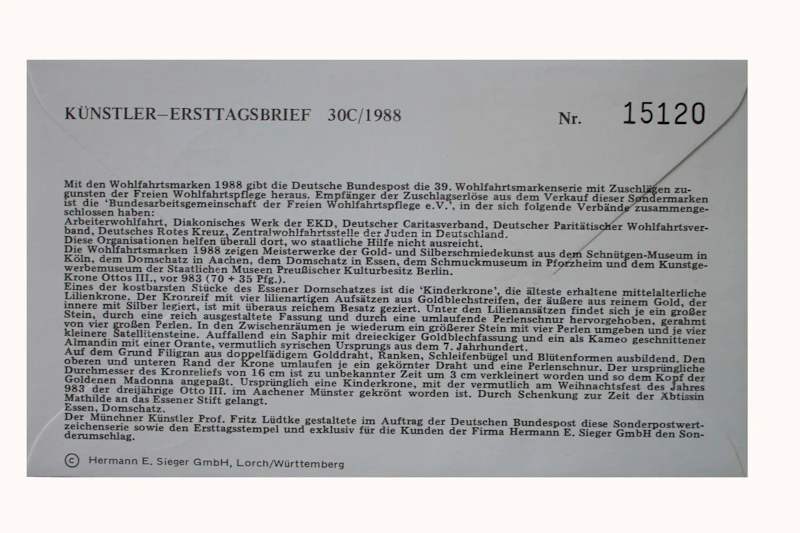 KÜNSTLER–ERSTTAGSBRIEF 30C/1988
Nr. 15120
Mit den Wohlfahrtsmarken 1988 gibt die Deutsche Bundespost die 39. Wohlfahrtsmarkenserie mit Zuschlägen zu-
gunsten der Freien Wohlfahrtspflege heraus. Empfänger der Zuschlagserlöse aus dem Verkauf dieser Sondermarken
ist die 'Bundesarbeitsgemeinschaft der Freien Wohlfahrtspflege e.V.', in der sich folgende Verbände zusammenge-
schlossen haben:
Arbeiterwohlfahrt, Diakonisches Werk der EKD, Deutscher Caritasverband, Deutscher Paritätischer Wohlfahrtsver-
band, Deutsches Rotes Kreuz, Zentralwohlfahrtsstelle der Juden in Deutschland.
Diese Organisationen helfen überall dort, wo staatliche Hilfe nicht ausreicht.
Die Wohlfahrtsmarken 1988 zeigen Meisterwerke der Gold- und Silberschmiedekunst aus dem Schnütgen-Museum in
Köln, dem Domschatz in Aachen, dem Domschatz in Essen, dem Schmuckmuseum in Pforzheim und dem Kunstge-
werbemuseum der Staatlichen Museen Preußischer Kulturbesitz Berlin.
Krone Ottos III., vor 983 (70 + 35 Pfg.).
Eines der kostbarsten Stücke des Essener Domschatzes ist die 'Kinderkrone', die älteste erhaltene mittelalterliche
Lilienkrone. Der Kronreif mit vier lilienartigen Aufsätzen aus Goldblechstreifen, der äußere aus reinem Gold, der
innere mit Silber legiert, ist mit überaus reichem Besatz geziert. Unter den Lilienansätzen findet sich je ein großer
Stein, durch eine reich ausgestaltete Fassung und durch eine umlaufende Perlenschnur hervorgehoben, gerahmt
von vier großen Perlen. In den Zwischenräumen je wiederum ein größerer Stein mit vier Perlen umgeben und je vier
kleinere Satellitensteine. Auffallend ein Saphir mit dreieckiger Goldblechfassung und ein als Kameo geschnittener
Almandin mit einer Orante, vermutlich syrischen Ursprungs aus dem 7. Jahrhundert.
Auf dem Grund Filigran aus doppelfädigem Golddraht, Ranken, Schleifenbügel und Blütenformen ausbildend. Den
oberen und unteren Rand der Krone umlaufen je ein gekörnter Draht und eine Perlenschnur. Der ursprüngliche
Durchmesser des Kronreliefs von 16 cm ist zu unbekannter Zeit um 3 cm verkleinert worden und so dem Kopf der
Goldenen Madonna angepaßt. Ursprünglich eine Kinderkrone, mit der vermutlich am Weihnachtsfest des Jahres
983 der dreijährige Otto III. im Aachener Münster gekrönt worden ist. Durch Schenkung zur Zeit der Äbtissin
Mathilde an das Essener Stift gelangt.
Essen, Domschatz.
Der Münchner Künstler Prof. Fritz Lüdtke gestaltete im Auftrag der Deutschen Bundespost diese Sonderpostwert-
zeichenserie sowie den Ersttagsstempel und exklusiv für die Kunden der Firma Hermann E. Sieger GmbH den Son-
derumschlag.
© Hermann E. Sieger GmbH, Lorch/Württemberg